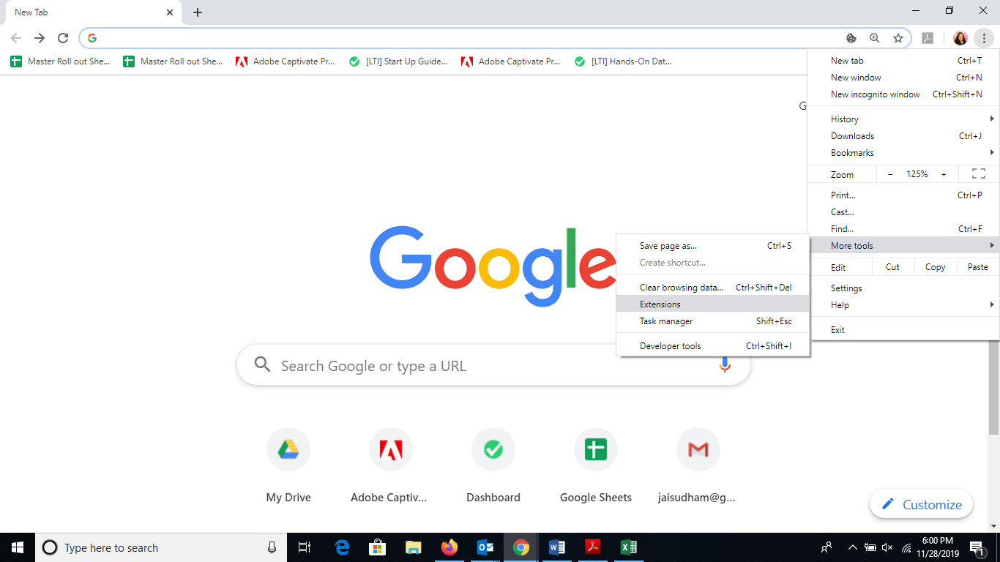 New Tab
Master Roll out She...
Master Roll out She...
Adobe Captivate Pr...
[LTI] Start Up Guide...
Adobe Captivate Pr...
[LTI] Hands-On Dat...
New tab Ctrl+T
New window Ctrl+N
New incognito window Ctrl+Shift+N
History
Downloads Ctrl+J
Bookmarks
Zoom - 125% +
Print... Ctrl+P
Cast...
Find... Ctrl+F
More tools
Edit Cut Copy Paste
Settings
Help
Exit
Save page as... Ctrl+S
Create shortcut...
Clear browsing data... Ctrl+Shift+Del
Extensions
Task manager Shift+Esc
Developer tools Ctrl+Shift+I
G
Google
Search Google or type a URL
My Drive
Adobe Captiv...
Dashboard
Google Sheets
jaisudham@g...
Customize
Type here to search
6:00 PM
11/28/2019
1